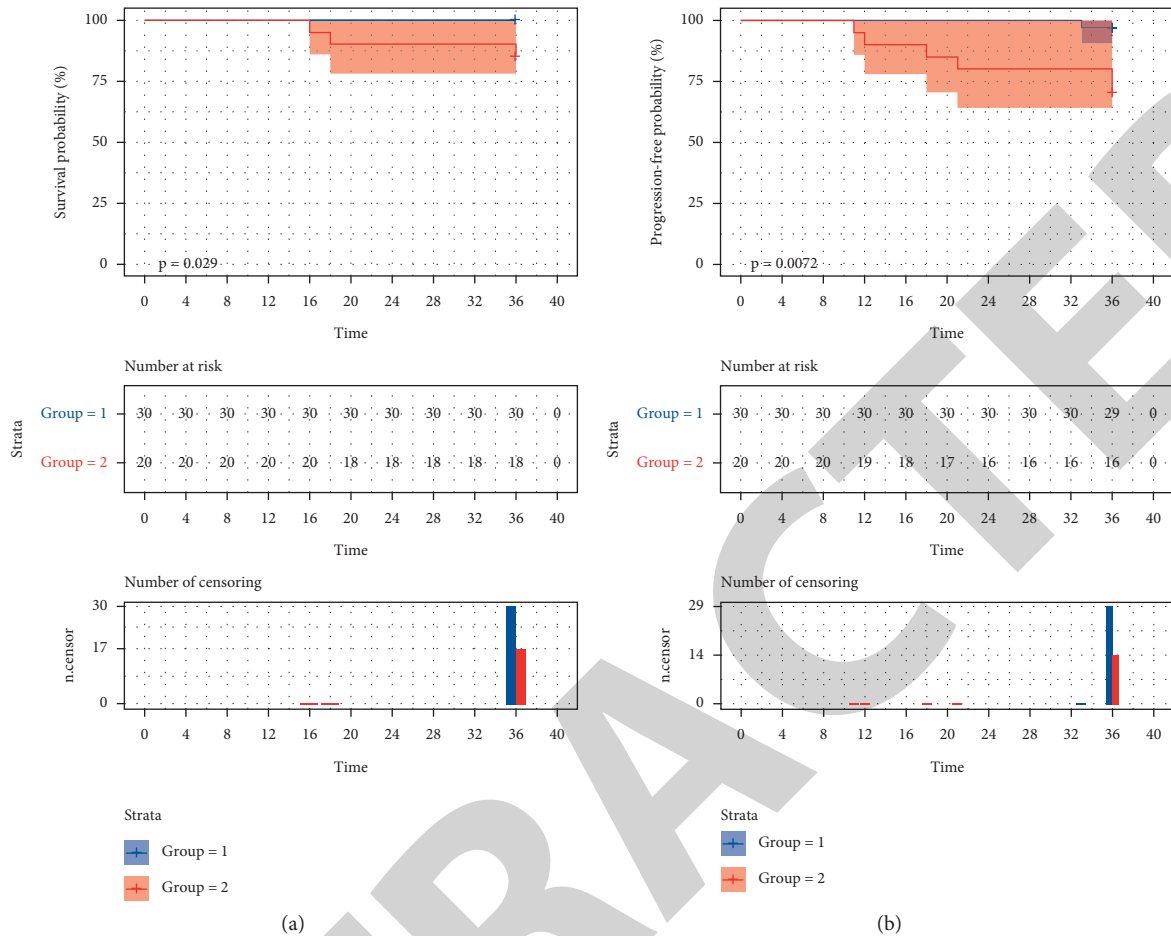 100
75
50
25
0
Survival probability (%)
p = 0.029
0 4 8 12 16 20 24 28 32 36 40
Time
Number at risk
Strata
Group = 1 30 30 30 30 30 30 30 30 30 30 0
Group = 2 20 20 20 20 20 18 18 18 18 18 0
0 4 8 12 16 20 24 28 32 36 40
Time
Number of censoring
n.censor
30
17
0
0 4 8 12 16 20 24 28 32 36 40
Time
Strata
Group = 1
Group = 2
(a)
100
75
50
25
0
Progression-free probability (%)
p = 0.0072
0 4 8 12 16 20 24 28 32 36 40
Time
Number at risk
Strata
Group = 1 30 30 30 30 30 30 30 30 30 29 0
Group = 2 20 20 20 19 18 17 16 16 16 16 0
0 4 8 12 16 20 24 28 32 36 40
Time
Number of censoring
n.censor
29
14
0
0 4 8 12 16 20 24 28 32 36 40
Time
Strata
Group = 1
Group = 2
(b)